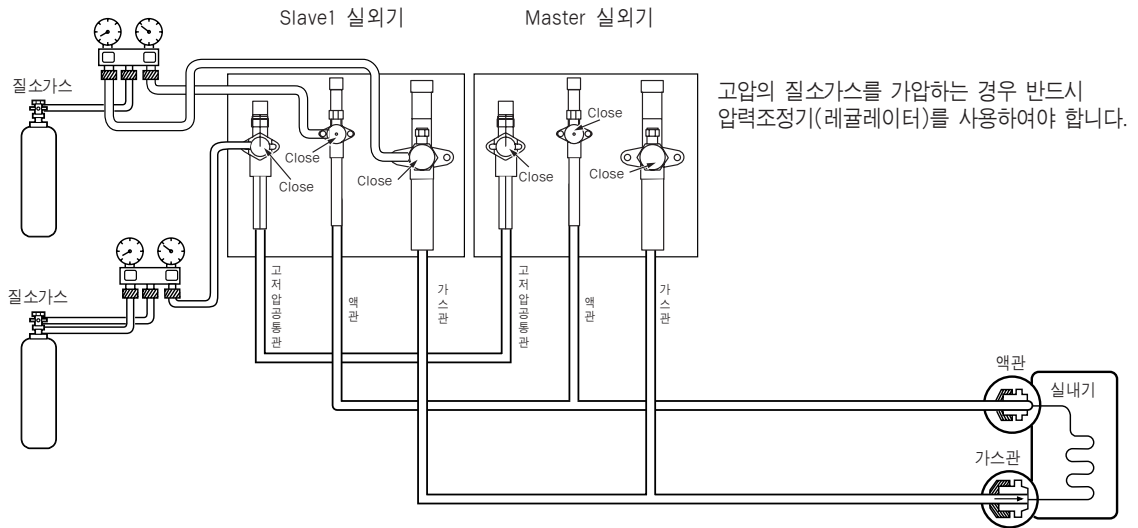 Slave1 실외기
Master 실외기
질소가스
고압의 질소가스를 가압하는 경우 반드시
압력조정기(레귤레이터)를 사용하여야 합니다.
Close
Close
Close
Close
Close
Close
질소가스
고저압공통관
액관
가스관
고저압공통관
액관
가스관
액관
실내기
가스관